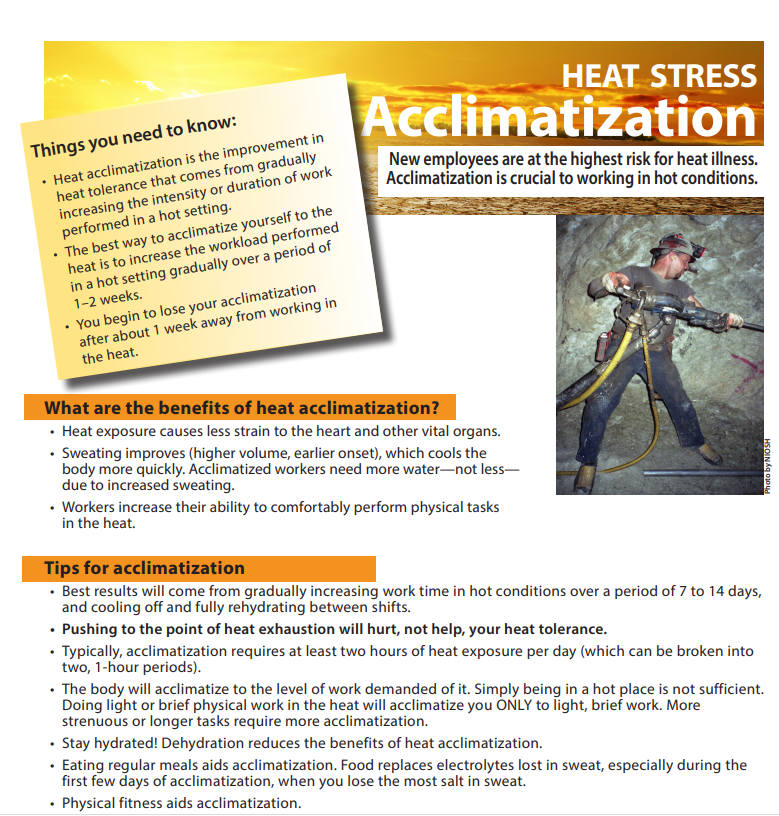 HEAT STRESS
Acclimatization
New employees are at the highest risk for heat illness.
Acclimatization is crucial to working in hot conditions.
Things you need to know:
• Heat acclimatization is the improvement in
heat tolerance that comes from gradually
increasing the intensity or duration of work
performed in a hot setting.
• The best way to acclimatize yourself to the
heat is to increase the workload performed
in a hot setting gradually over a period of
1–2 weeks.
• You begin to lose your acclimatization
after about 1 week away from working in
the heat.
Photo by NIOSH
What are the benefits of heat acclimatization?
• Heat exposure causes less strain to the heart and other vital organs.
• Sweating improves (higher volume, earlier onset), which cools the
body more quickly. Acclimatized workers need more water—not less—
due to increased sweating.
• Workers increase their ability to comfortably perform physical tasks
in the heat.
Tips for acclimatization
• Best results will come from gradually increasing work time in hot conditions over a period of 7 to 14 days,
and cooling off and fully rehydrating between shifts.
• Pushing to the point of heat exhaustion will hurt, not help, your heat tolerance.
• Typically, acclimatization requires at least two hours of heat exposure per day (which can be broken into
two, 1-hour periods).
• The body will acclimatize to the level of work demanded of it. Simply being in a hot place is not sufficient.
Doing light or brief physical work in the heat will acclimatize you ONLY to light, brief work. More
strenuous or longer tasks require more acclimatization.
• Stay hydrated! Dehydration reduces the benefits of heat acclimatization.
• Eating regular meals aids acclimatization. Food replaces electrolytes lost in sweat, especially during the
first few days of acclimatization, when you lose the most salt in sweat.
• Physical fitness aids acclimatization.